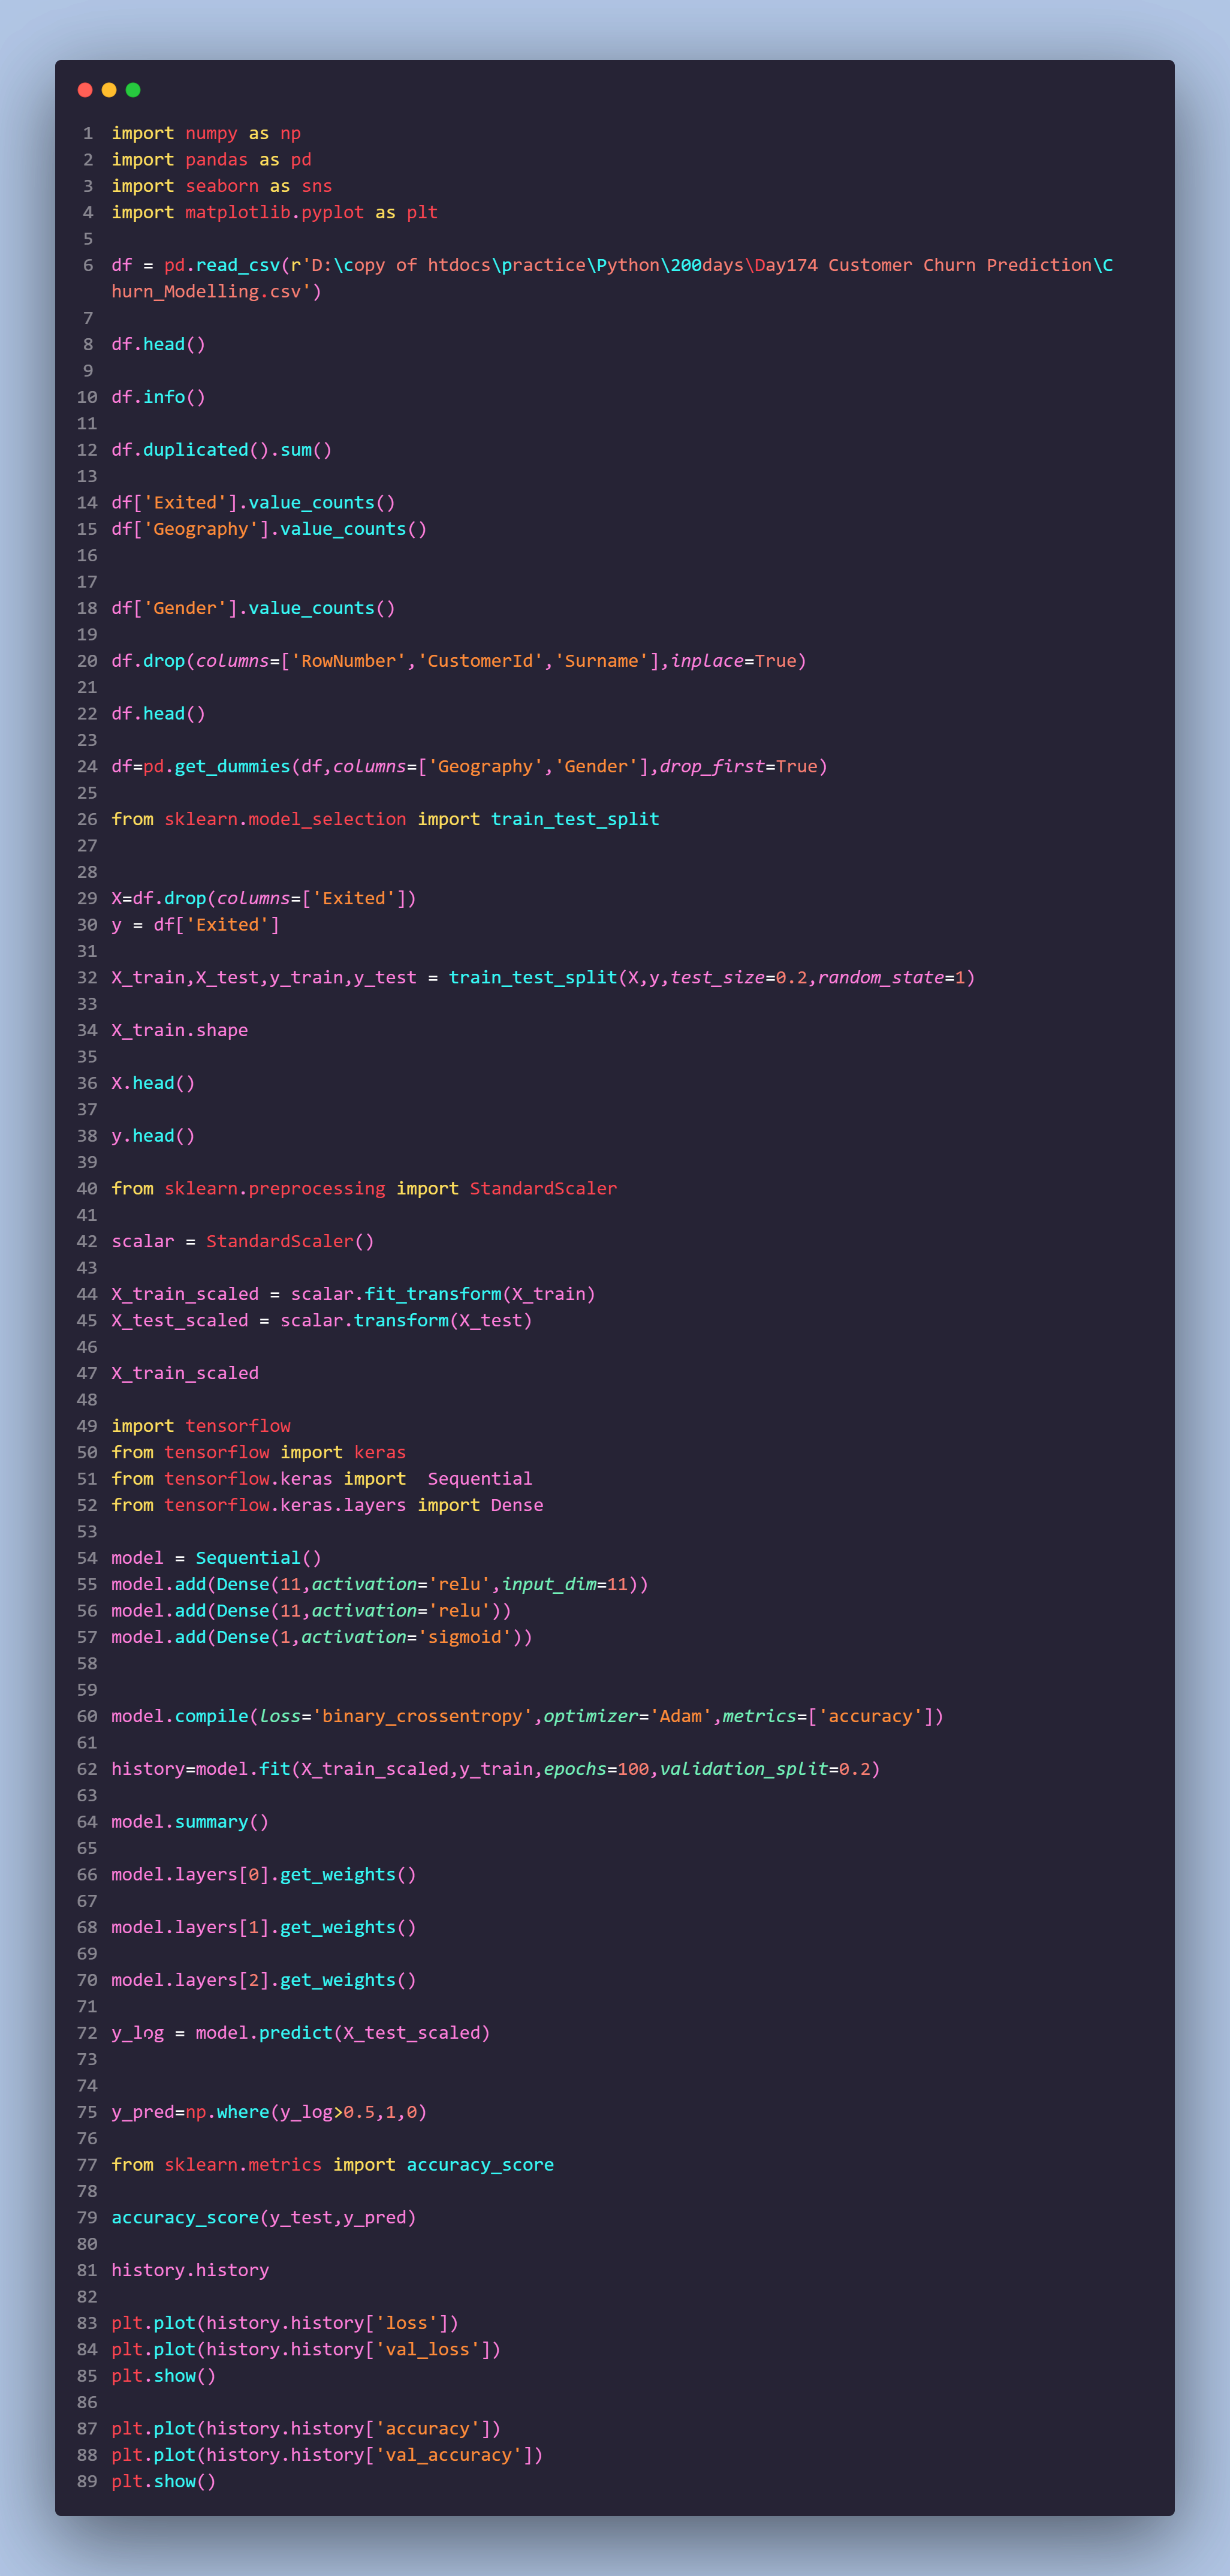 1 import numpy as np
2 import pandas as pd
3 import seaborn as sns
4 import matplotlib.pyplot as plt
5
6 df = pd.read_csv(r'D:\copy of htdocs\practice\Python\200days\Day174 Customer Churn Prediction\C
hurn_Modelling.csv')
7
8 df.head()
9
10 df.info()
11
12 df.duplicated().sum()
13
14 df['Exited'].value_counts()
15 df['Geography'].value_counts()
16
17
18 df['Gender'].value_counts()
19
20 df.drop(columns=['RowNumber','CustomerId','Surname'],inplace=True)
21
22 df.head()
23
24 df=pd.get_dummies(df,columns=['Geography','Gender'],drop_first=True)
25
26 from sklearn.model_selection import train_test_split
27
28
29 X=df.drop(columns=['Exited'])
30 y = df['Exited']
31
32 X_train,X_test,y_train,y_test = train_test_split(X,y,test_size=0.2,random_state=1)
33
34 X_train.shape
35
36 X.head()
37
38 y.head()
39
40 from sklearn.preprocessing import StandardScaler
41
42 scalar = StandardScaler()
43
44 X_train_scaled = scalar.fit_transform(X_train)
45 X_test_scaled = scalar.transform(X_test)
46
47 X_train_scaled
48
49 import tensorflow
50 from tensorflow import keras
51 from tensorflow.keras import  Sequential
52 from tensorflow.keras.layers import Dense
53
54 model = Sequential()
55 model.add(Dense(11,activation='relu',input_dim=11))
56 model.add(Dense(11,activation='relu'))
57 model.add(Dense(1,activation='sigmoid'))
58
59
60 model.compile(loss='binary_crossentropy',optimizer='Adam',metrics=['accuracy'])
61
62 history=model.fit(X_train_scaled,y_train,epochs=100,validation_split=0.2)
63
64 model.summary()
65
66 model.layers[0].get_weights()
67
68 model.layers[1].get_weights()
69
70 model.layers[2].get_weights()
71
72 y_log = model.predict(X_test_scaled)
73
74
75 y_pred=np.where(y_log>0.5,1,0)
76
77 from sklearn.metrics import accuracy_score
78
79 accuracy_score(y_test,y_pred)
80
81 history.history
82
83 plt.plot(history.history['loss'])
84 plt.plot(history.history['val_loss'])
85 plt.show()
86
87 plt.plot(history.history['accuracy'])
88 plt.plot(history.history['val_accuracy'])
89 plt.show()